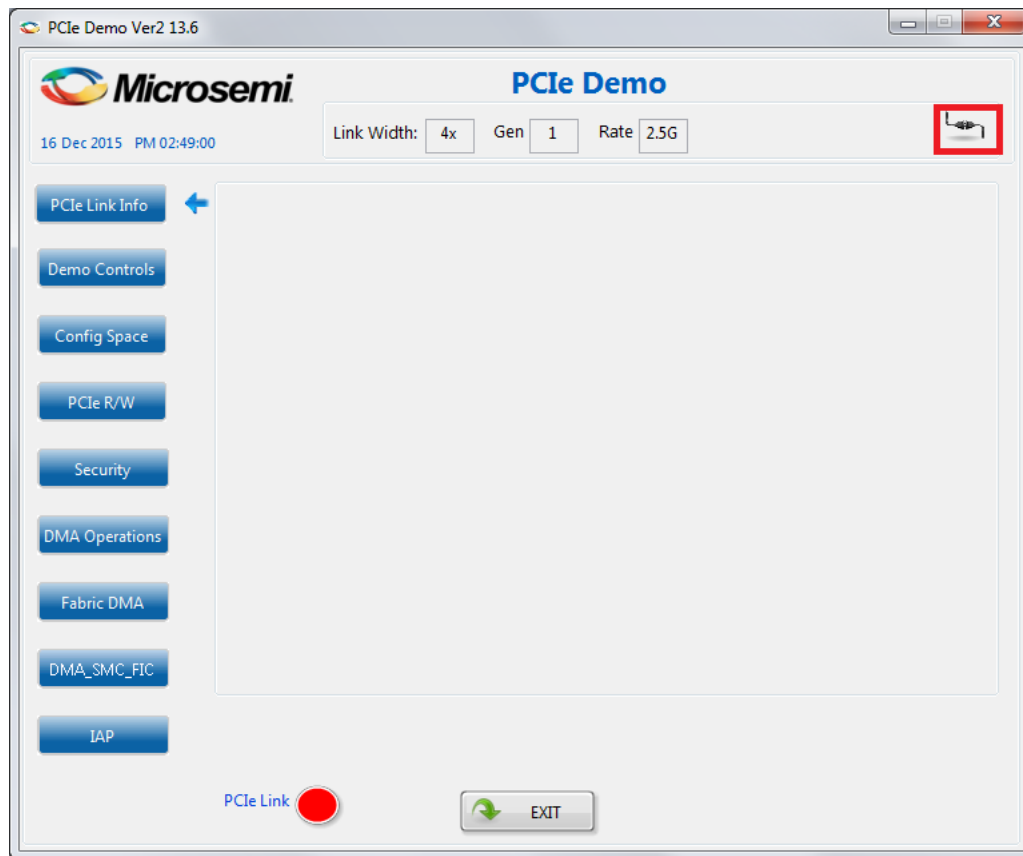 PCIe Demo Ver2 13.6
Microsemi.
PCIe Demo
16 Dec 2015 PM 02:49:00
Link Width: 4x Gen 1 Rate 2.5G
PCIe Link Info
Demo Controls
Config Space
PCIe R/W
Security
DMA Operations
Fabric DMA
DMA_SMC_FIC
IAP
PCIe Link
EXIT